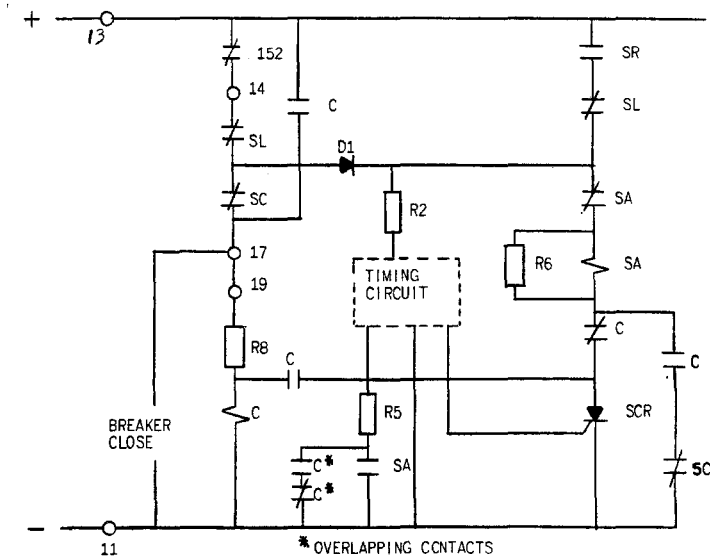 +
13
152
SR
14
C
SL
SL
D1
SC
R2
SA
17
R6
SA
TIMING
CIRCUIT
19
C
R8
C
C
R5
SCR
C
BREAKER
CLOSE
C*
SA
SC
C*
-
11
* OVERLAPPING CONTACTS